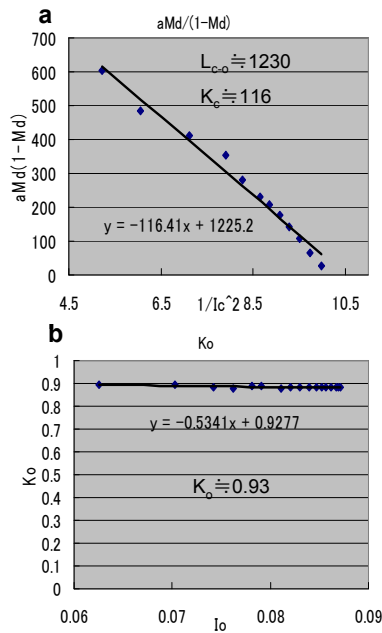 a
aMd/(1-Md)
700
600
500
400
300
200
100
0
aMd(1-Md)
L_c-o≒1230
K_c≒116
y = -116.41x + 1225.2
4.5 6.5 8.5 10.5
1/Ic^2
b
Ko
1
0.9
0.8
0.7
0.6
0.5
0.4
0.3
0.2
0.1
0
Ko
y = -0.5341x + 0.9277
K_o≒0.93
0.06 0.07 0.08 0.09
Io